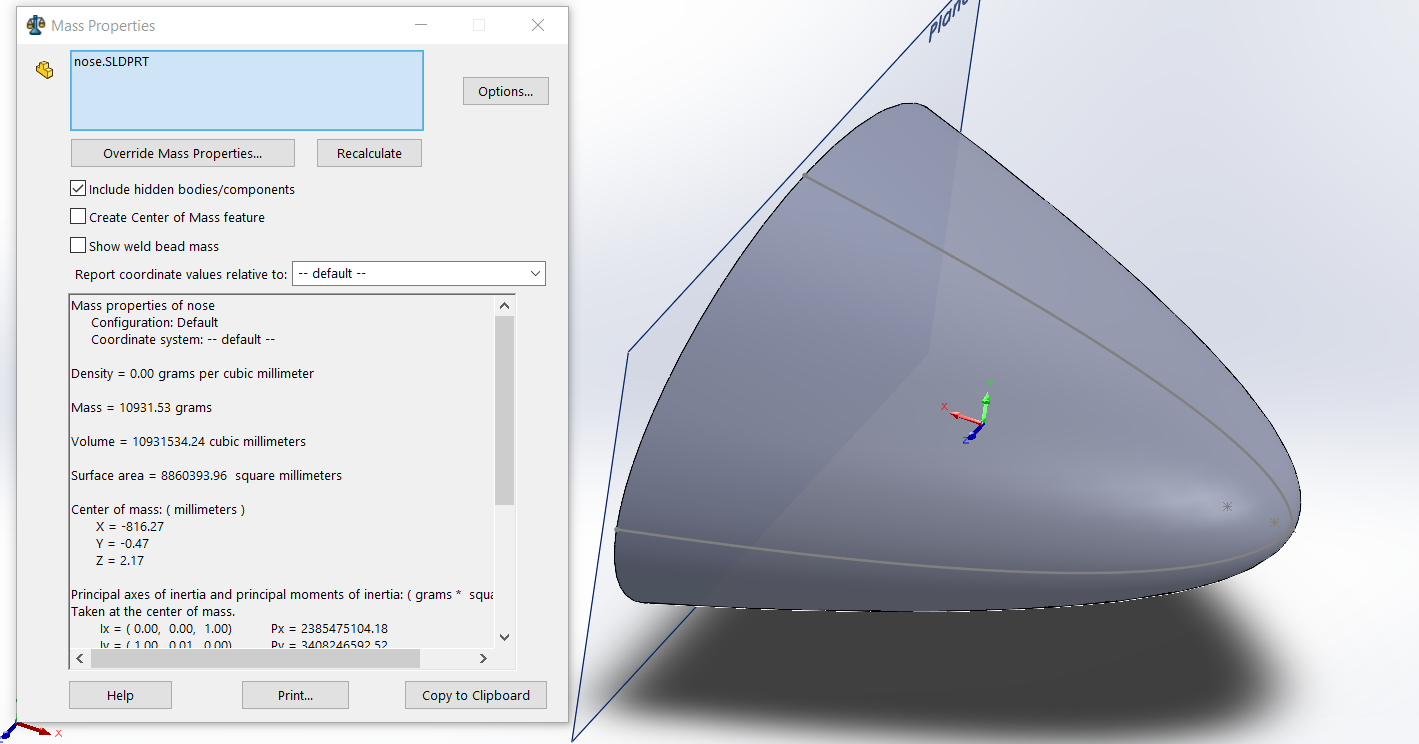 Mass Properties
nose.SLDPRT
Options...
Override Mass Properties...
Recalculate
Include hidden bodies/components
Create Center of Mass feature
Show weld bead mass
Report coordinate values relative to:
-- default --
Mass properties of nose
Configuration: Default
Coordinate system: -- default --
Density = 0.00 grams per cubic millimeter
Mass = 10931.53 grams
Volume = 10931534.24 cubic millimeters
Surface area = 8860393.96 square millimeters
Center of mass: ( millimeters )
X = -816.27
Y = -0.47
Z = 2.17
Principal axes of inertia and principal moments of inertia: ( grams * squa
Taken at the center of mass.
Ix = ( 0.00, 0.00, 1.00) Px = 2385475104.18
Iy = ( 1.00, 0.01, 0.00) Py = 3408246592.52
Help
Print...
Copy to Clipboard
Plane
X
Y
Z
X